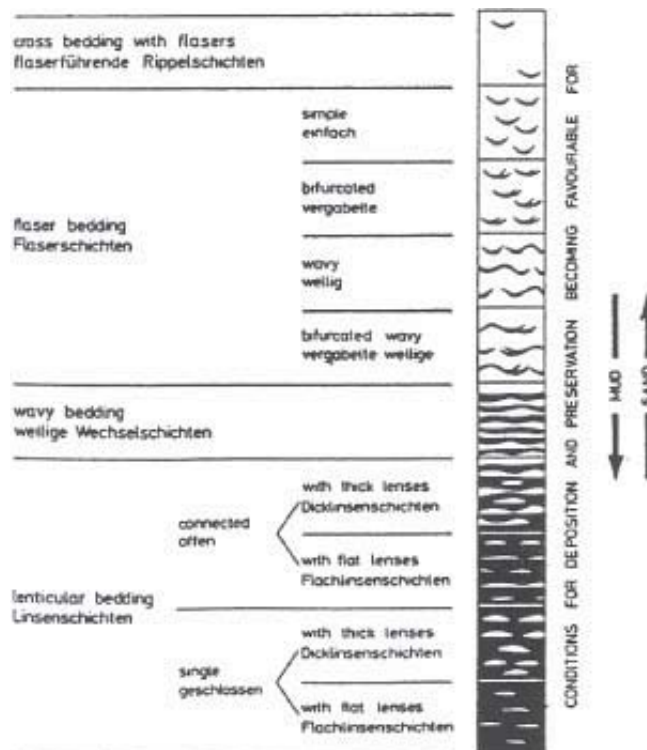 cross bedding with flasers
flaserführende Rippelschichten
simple
einfach
bifurcated
vergabelte
flaser bedding
Flaserschichten
wavy
wellig
bifurcated wavy
vergabelte wellige
wavy bedding
wellige Wechselschichten
with thick lenses
Dicklinsenschichten
connected
offen
with flat lenses
Flachlinsenschichten
lenticular bedding
Linsenschichten
with thick lenses
Dicklinsenschichten
single
geschlossen
with flat lenses
Flachlinsenschichten
CONDITIONS FOR DEPOSITION AND PRESERVATION BECOMING FAVOURABLE FOR
MUD
SAND